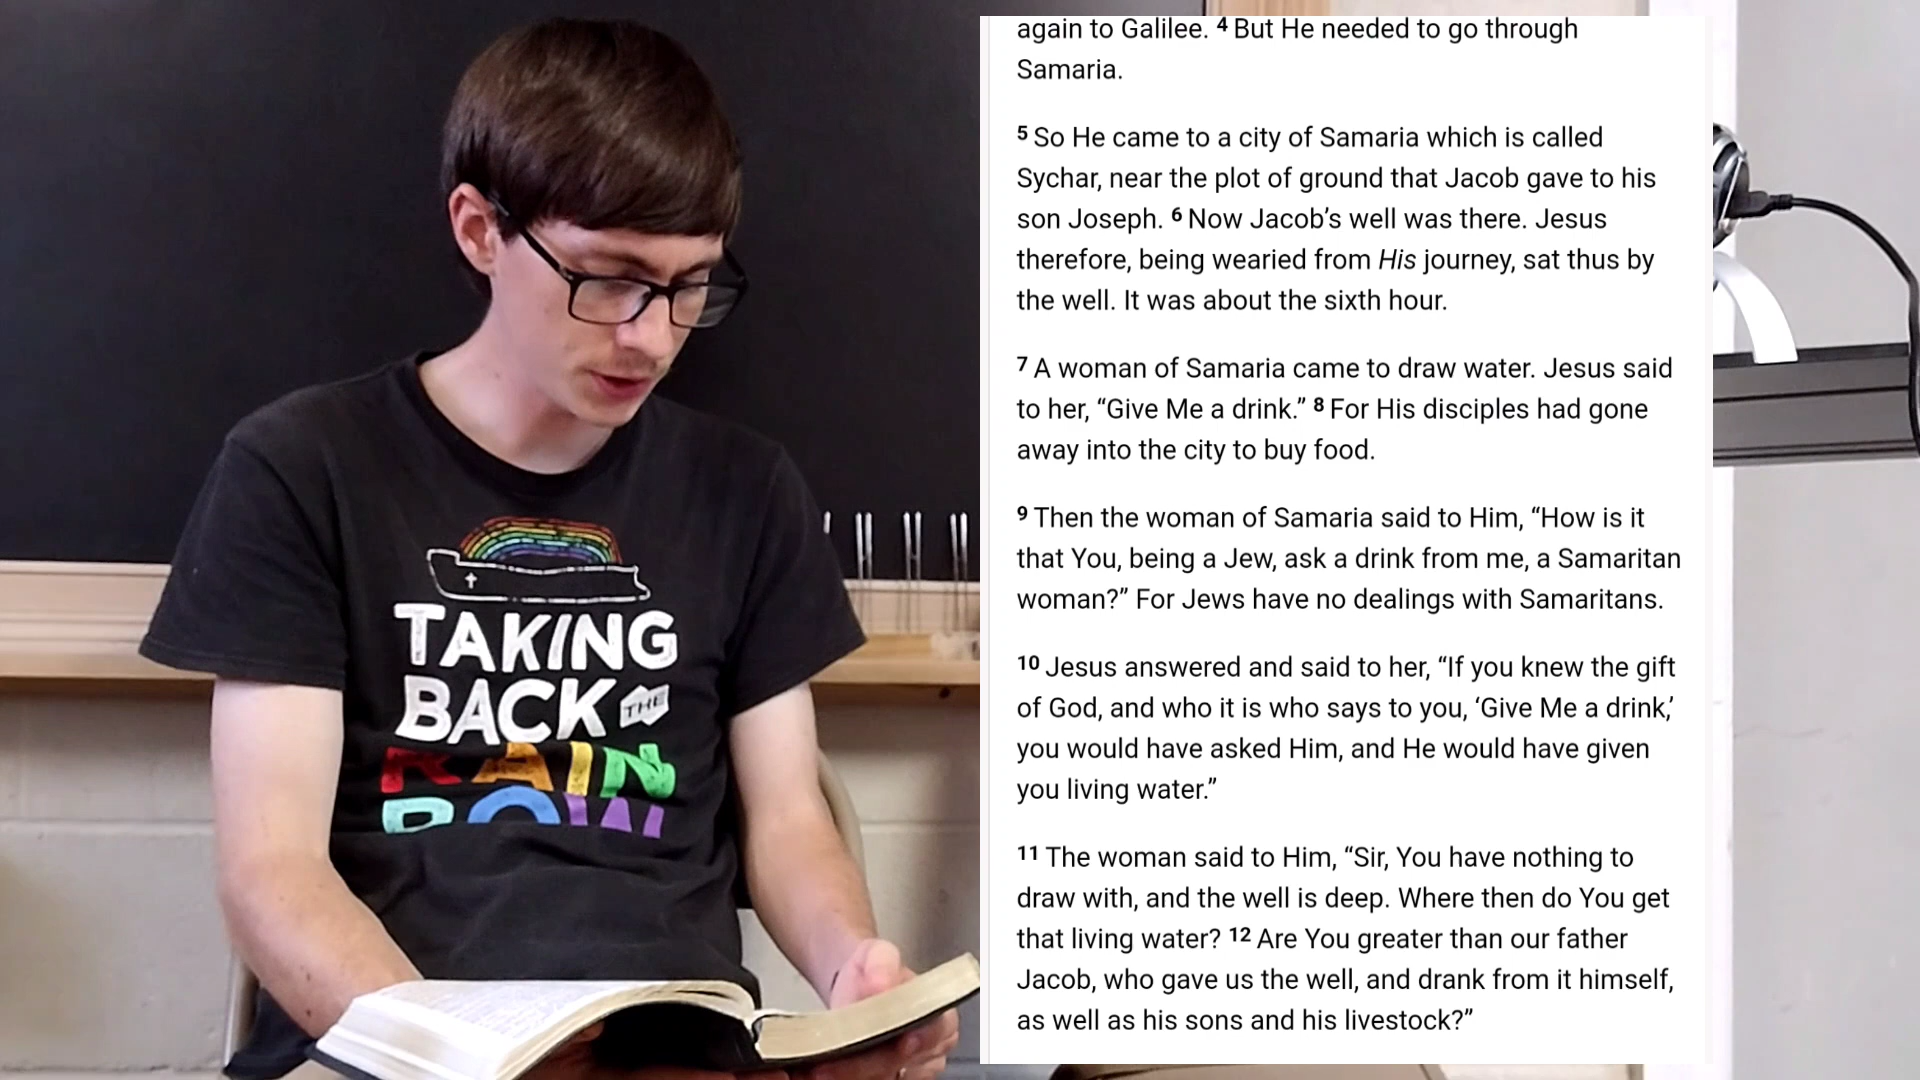 TAKING
BACK THE
RAIN
BOW
again to Galilee. 4 But He needed to go through
Samaria.
5 So He came to a city of Samaria which is called
Sychar, near the plot of ground that Jacob gave to his
son Joseph. 6 Now Jacob’s well was there. Jesus
therefore, being wearied from His journey, sat thus by
the well. It was about the sixth hour.
7 A woman of Samaria came to draw water. Jesus said
to her, “Give Me a drink.” 8 For His disciples had gone
away into the city to buy food.
9 Then the woman of Samaria said to Him, “How is it
that You, being a Jew, ask a drink from me, a Samaritan
woman?” For Jews have no dealings with Samaritans.
10 Jesus answered and said to her, “If you knew the gift
of God, and who it is who says to you, ‘Give Me a drink,’
you would have asked Him, and He would have given
you living water.”
11 The woman said to Him, “Sir, You have nothing to
draw with, and the well is deep. Where then do You get
that living water? 12 Are You greater than our father
Jacob, who gave us the well, and drank from it himself,
as well as his sons and his livestock?”